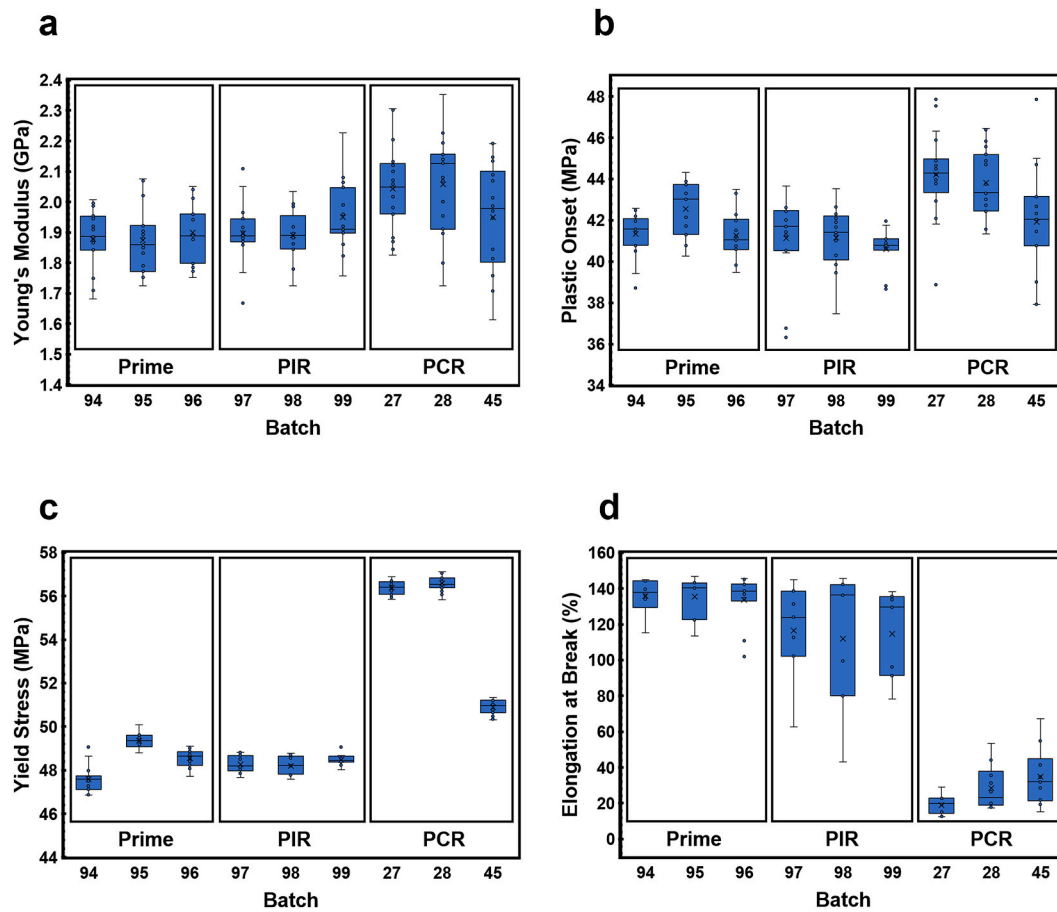 a
Young's Modulus (GPa)
2.4
2.3
2.2
2.1
2.0
1.9
1.8
1.7
1.6
1.5
1.4
Prime PIR PCR
94 95 96 97 98 99 27 28 45
Batch
b
Plastic Onset (MPa)
48
46
44
42
40
38
36
34
Prime PIR PCR
94 95 96 97 98 99 27 28 45
Batch
c
Yield Stress (MPa)
58
56
54
52
50
48
46
44
Prime PIR PCR
94 95 96 97 98 99 27 28 45
Batch
d
Elongation at Break (%)
160
140
120
100
80
60
40
20
0
Prime PIR PCR
94 95 96 97 98 99 27 28 45
Batch